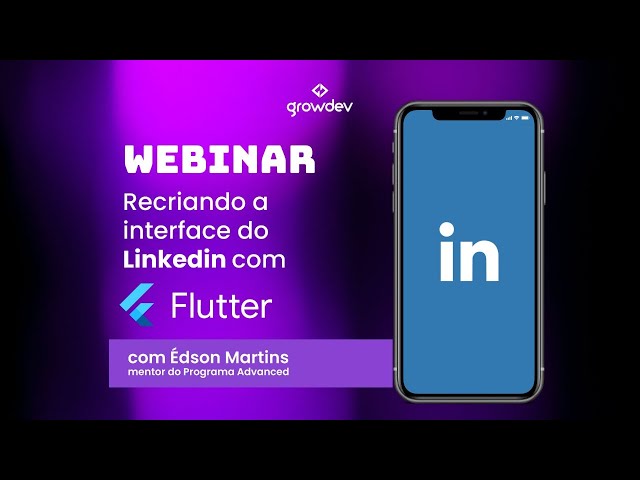 growdev
WEBINAR
Recriando a
interface do
Linkedin com
Flutter
com Édson Martins
mentor do Programa Advanced
in